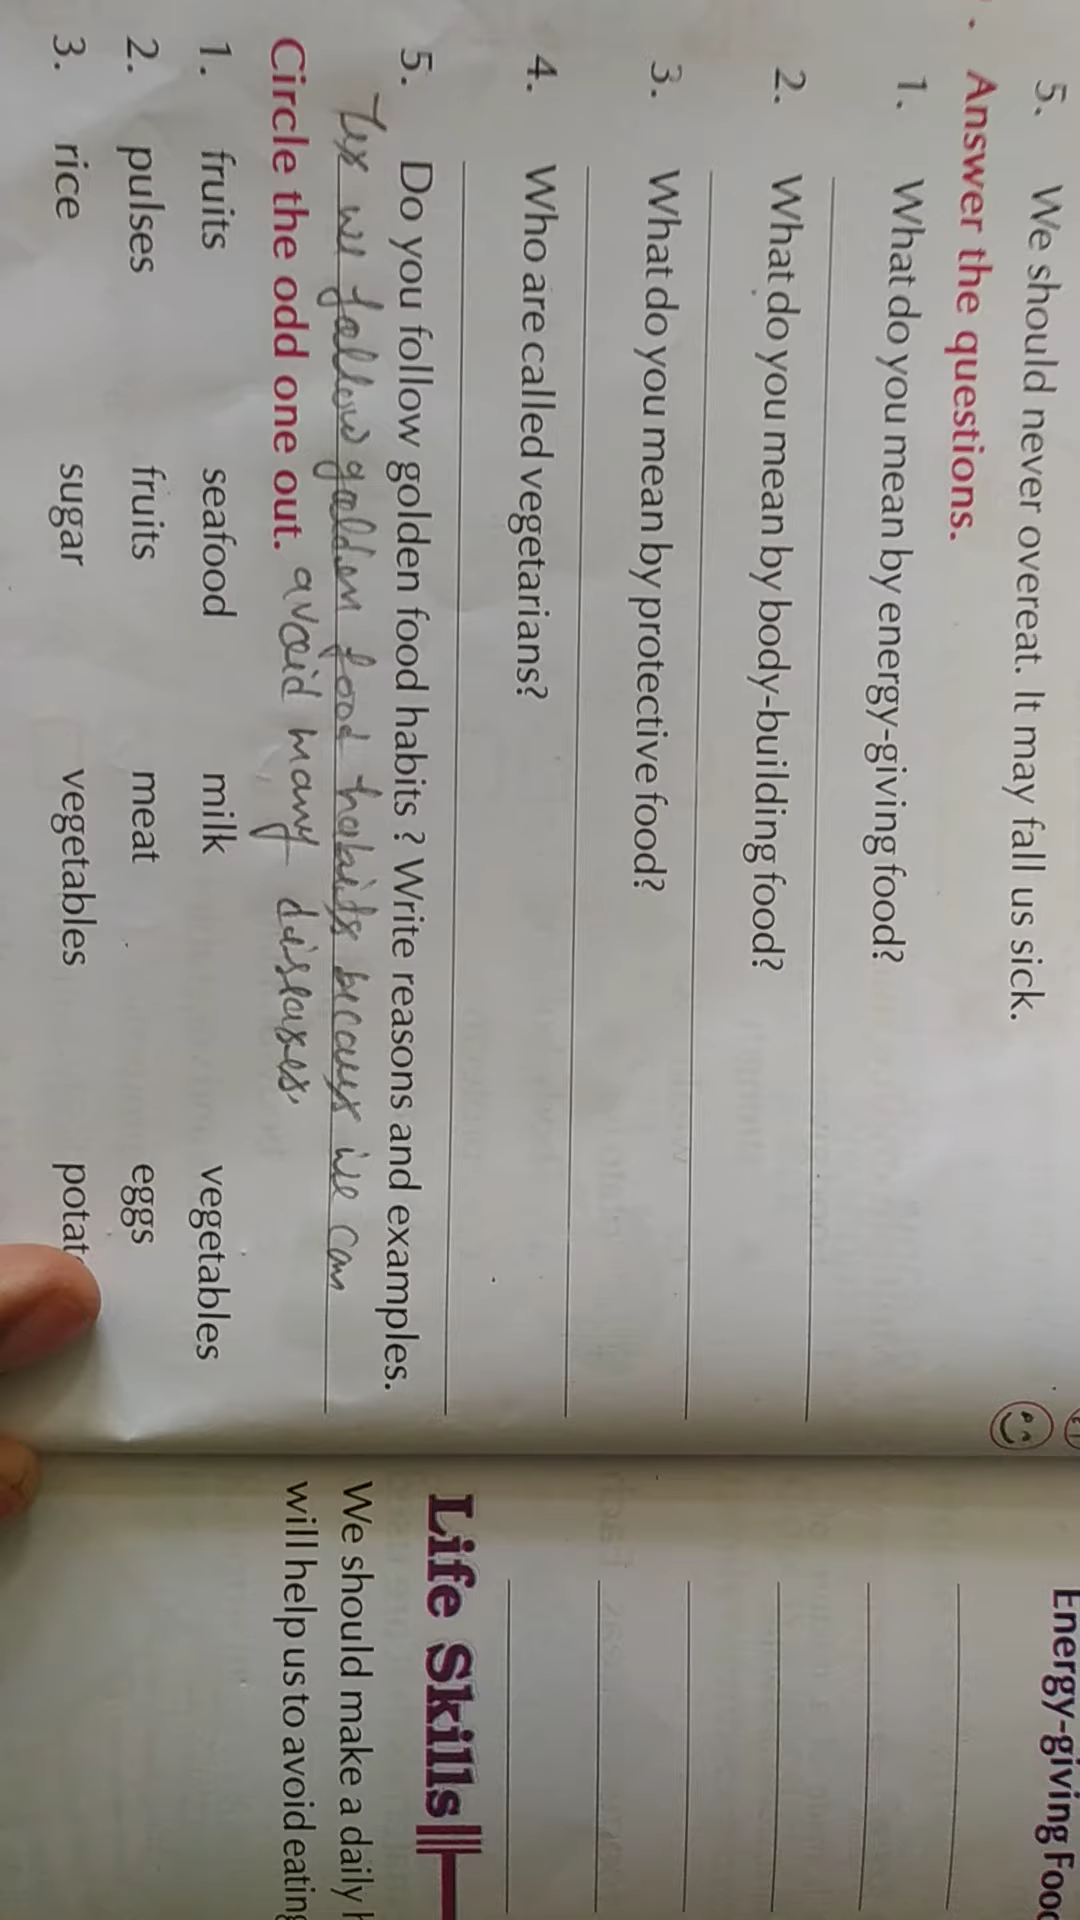 5. We should never overeat. It may fall us sick.
Answer the questions.
1. What do you mean by energy-giving food?
2. What do you mean by body-building food?
3. What do you mean by protective food?
4. Who are called vegetarians?
5. Do you follow golden food habits ? Write reasons and examples.
we follow golden food habits because we can
avoid many diseases.
Circle the odd one out.
1. fruits seafood milk vegetables
2. pulses fruits meat eggs
3. rice sugar vegetables potat
Energy-giving Foo
Life Skills
We should make a daily
will help us to avoid eating